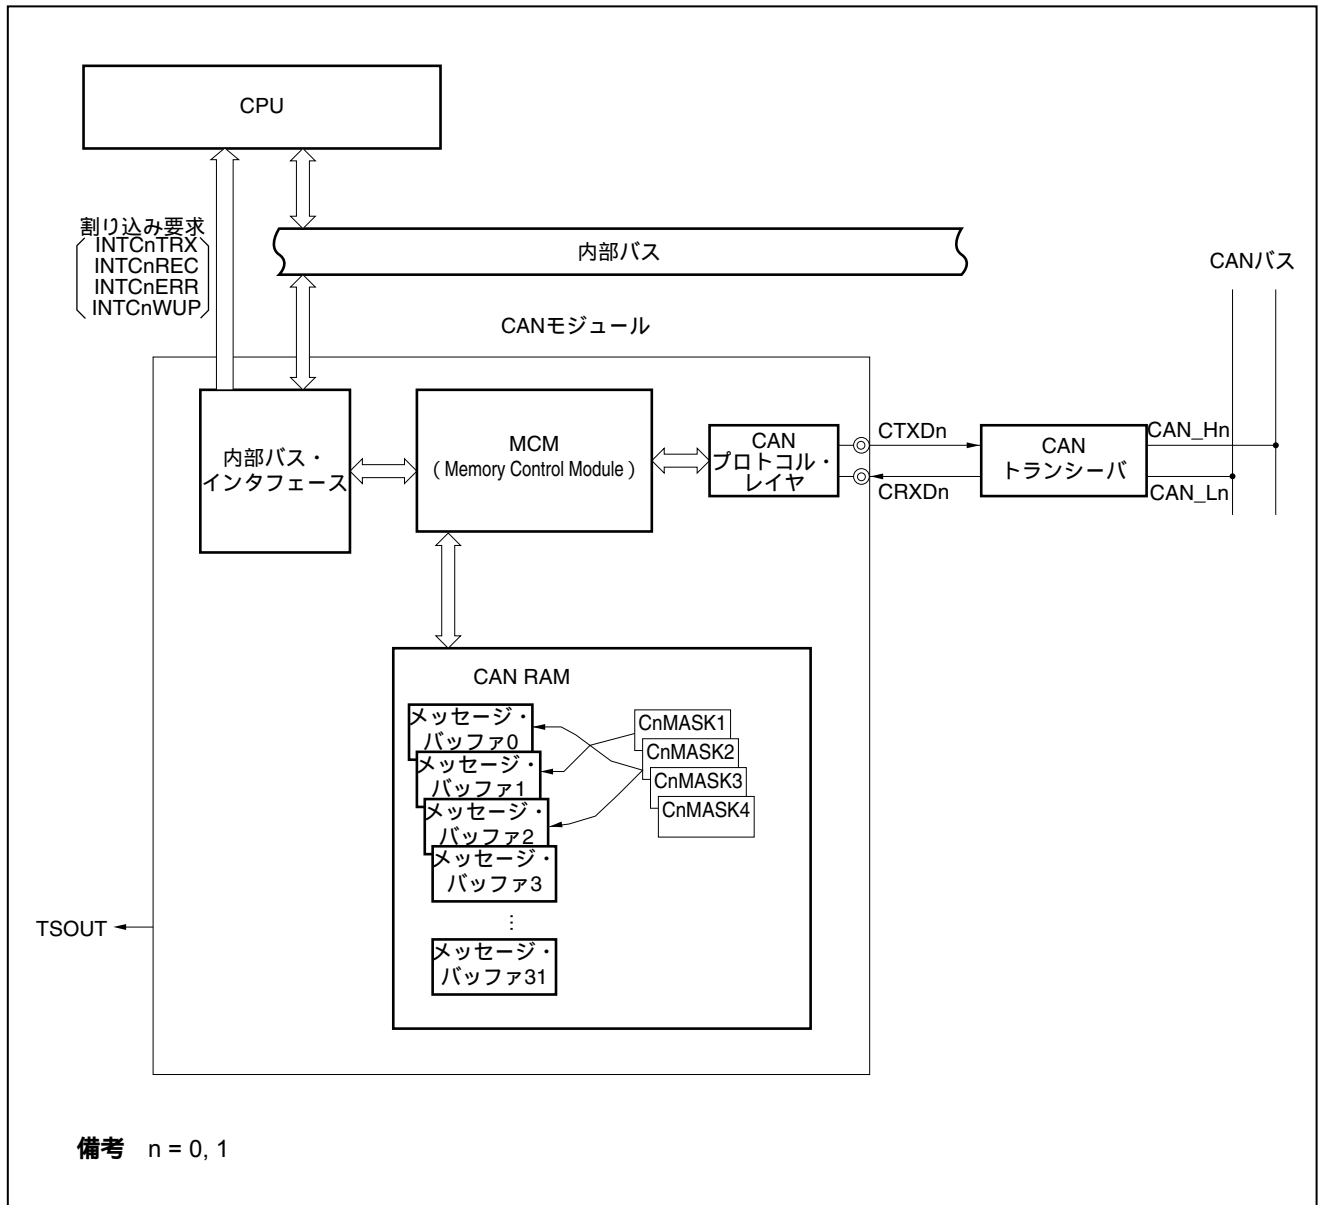 CPU
割り込み要求
INTCnTRX
INTCnREC
INTCnERR
INTCnWUP
内部バス
CANバス
CANモジュール
内部バス・
インタフェース
MCM
( Memory Control Module )
CAN
プロトコル・
レイヤ
CTXDn
CRXDn
CAN
トランシーバ
CAN_Hn
CAN_Ln
CAN RAM
メッセージ・
バッファ0
メッセージ・
バッファ1
メッセージ・
バッファ2
メッセージ・
バッファ3
⋮
メッセージ・
バッファ31
CnMASK1
CnMASK2
CnMASK3
CnMASK4
TSOUT
備考 n = 0, 1